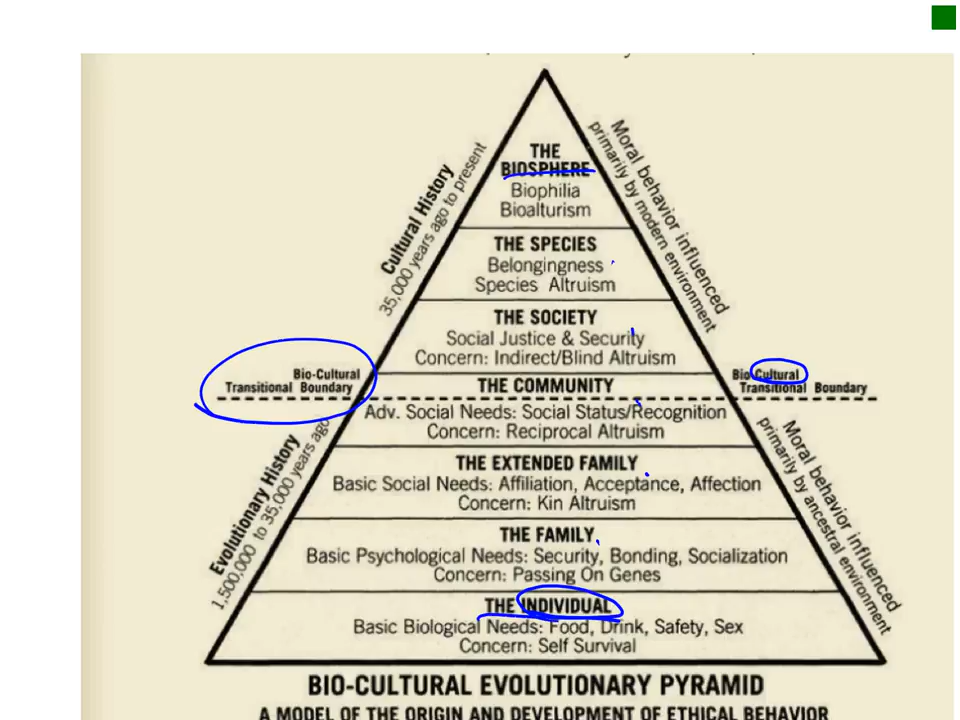 THE
BIOSPHERE
Biophilia
Bioalturism
THE SPECIES
Belongingness
Species Altruism
THE SOCIETY
Social Justice & Security
Concern: Indirect/Blind Altruism
THE COMMUNITY
Adv. Social Needs: Social Status/Recognition
Concern: Reciprocal Altruism
THE EXTENDED FAMILY
Basic Social Needs: Affiliation, Acceptance, Affection
Concern: Kin Altruism
THE FAMILY
Basic Psychological Needs: Security, Bonding, Socialization
Concern: Passing On Genes
THE INDIVIDUAL
Basic Biological Needs: Food, Drink, Safety, Sex
Concern: Self Survival
Cultural History
35,000 years ago to present
Bio-Cultural
Transitional Boundary
Evolutionary History
1,500,000 to 35,000 years ago
Moral behavior influenced
primarily by modern environment
Bio Cultural
Transitional Boundary
Moral behavior influenced
primarily by ancestral environment
BIO-CULTURAL EVOLUTIONARY PYRAMID
A MODEL OF THE ORIGIN AND DEVELOPMENT OF ETHICAL BEHAVIOR